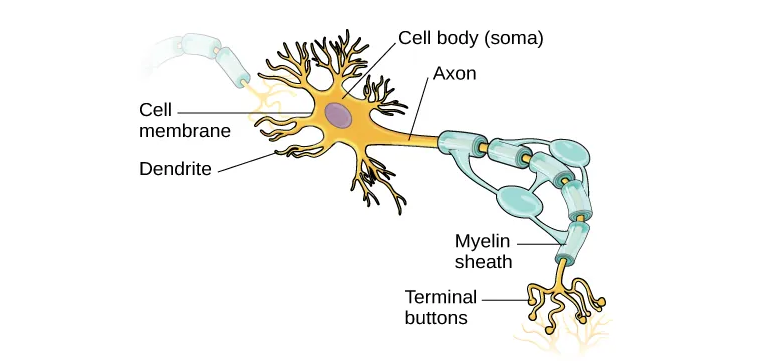 Cell body (soma)
Axon
Cell
membrane
Dendrite
Myelin
sheath
Terminal
buttons